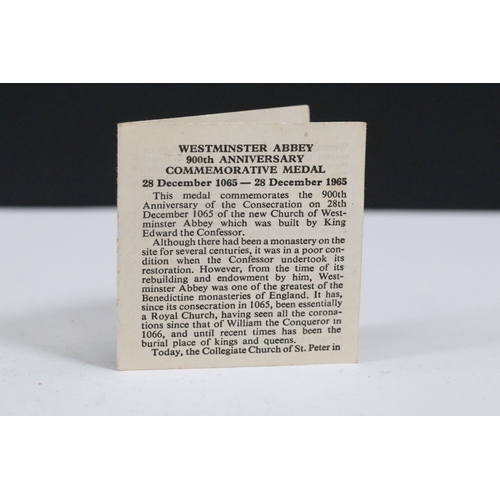 WESTMINSTER ABBEY
900th ANNIVERSARY
COMMEMORATIVE MEDAL
28 December 1065 — 28 December 1965
This medal commemorates the 900th
Anniversary of the Consecration on 28th
December 1065 of the new Church of West-
minster Abbey which was built by King
Edward the Confessor.
Although there had been a monastery on the
site for several centuries, it was in a poor con-
dition when the Confessor undertook its
restoration. However, from the time of its
rebuilding and endowment by him, West-
minster Abbey was one of the greatest of the
Benedictine monasteries of England. It has,
since its consecration in 1065, been essentially
a Royal Church, having seen all the corona-
tions since that of William the Conqueror in
1066, and until recent times has been the
burial place of kings and queens.
Today, the Collegiate Church of St. Peter in